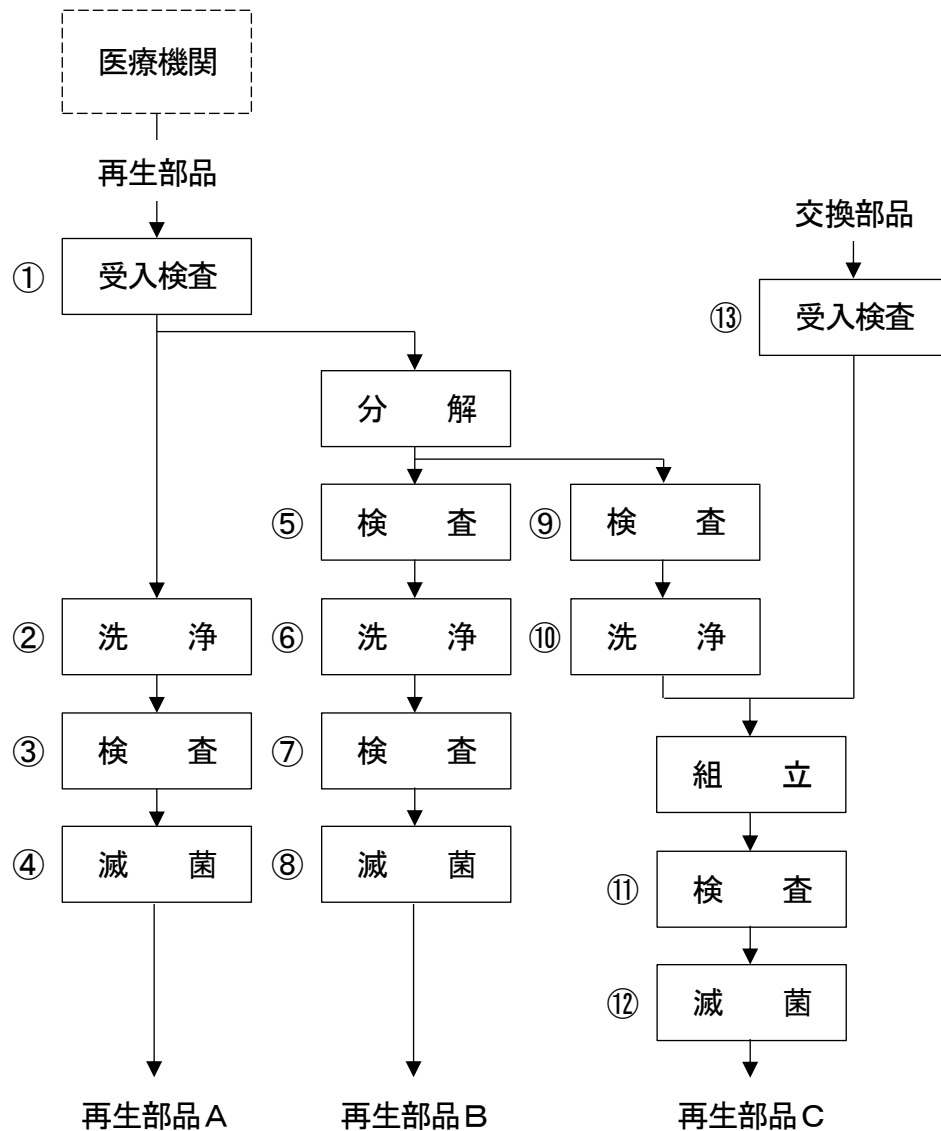 医療機関
再生部品
交換部品
① 受入検査
⑬ 受入検査
分 解
⑤ 検 査
⑨ 検 査
② 洗 浄
⑥ 洗 浄
⑩ 洗 浄
③ 検 査
⑦ 検 査
組 立
④ 滅 菌
⑧ 滅 菌
⑪ 検 査
⑫ 滅 菌
再生部品A
再生部品B
再生部品C